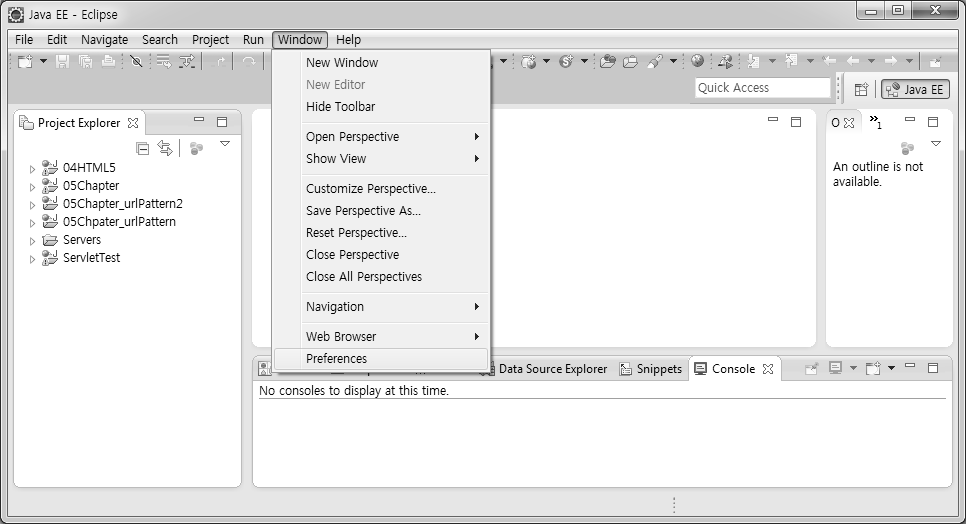 Java EE - Eclipse
File Edit Navigate Search Project Run Window Help
New Window
New Editor
Hide Toolbar
Open Perspective
Show View
Customize Perspective...
Save Perspective As...
Reset Perspective...
Close Perspective
Close All Perspectives
Navigation
Web Browser
Preferences
Quick Access
Java EE
Project Explorer
04HTML5
05Chapter
05Chapter_urlPattern2
05Chpater_urlPattern
Servers
ServletTest
O
1
An outline is not
available.
Data Source Explorer Snippets Console
No consoles to display at this time.